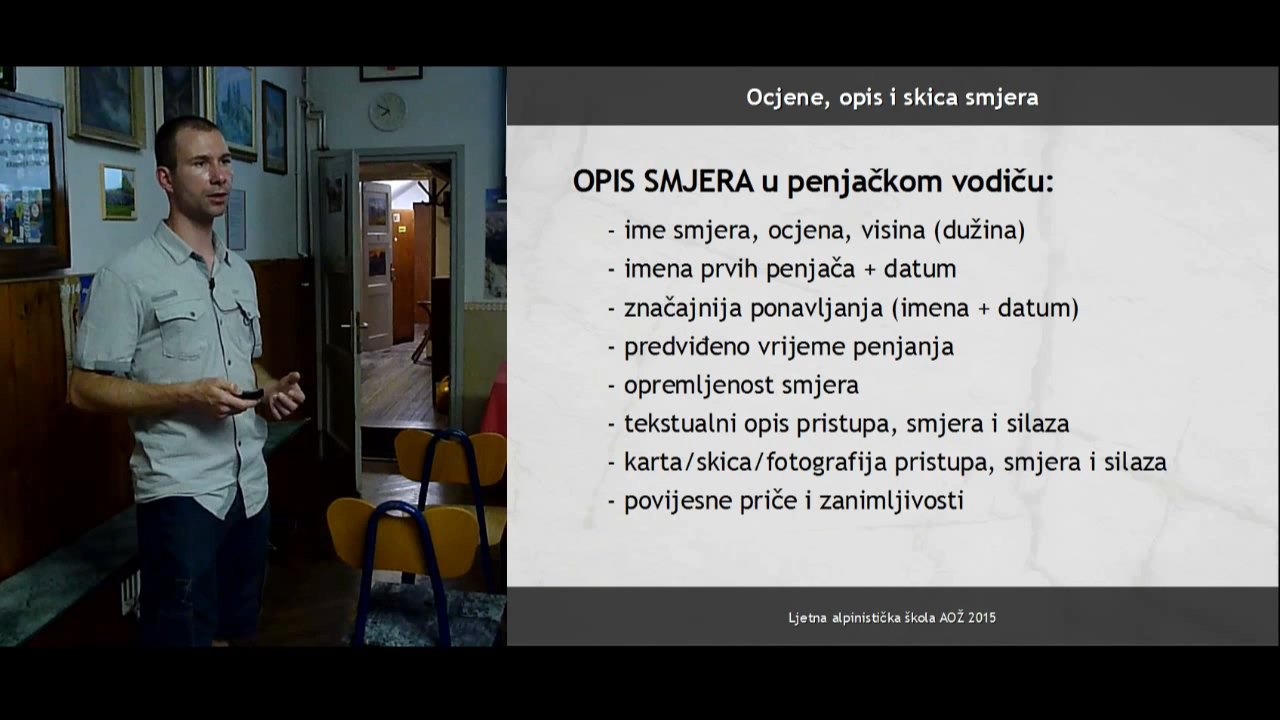 Ocjene, opis i skica smjera
OPIS SMJERA u penjačkom vodiču:
- ime smjera, ocjena, visina (dužina)
- imena prvih penjača + datum
- značajnija ponavljanja (imena + datum)
- predviđeno vrijeme penjanja
- opremljenost smjera
- tekstualni opis pristupa, smjera i silaza
- karta/skica/fotografija pristupa, smjera i silaza
- povijesne priče i zanimljivosti
Ljetna alpinistička škola AOŽ 2015